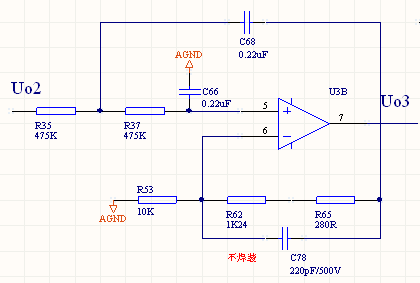 C68
0.22uF
AGND
Uo2
C66
0.22uF
U3B
Uo3
5
7
6
R35
475K
R37
475K
R53
10K
AGND
R62
1K24
R65
280R
不焊装
C78
220pF/500V